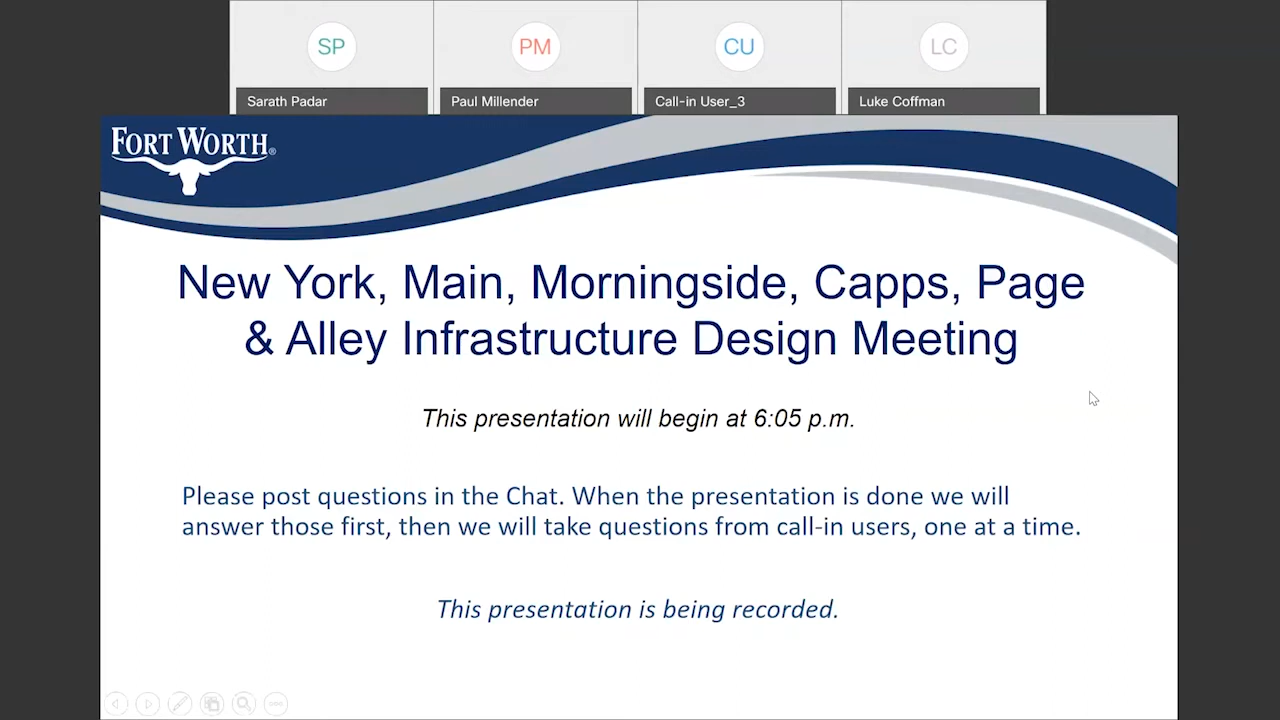 SP PM CU LC
Sarath Padar Paul Millender Call-in User_3 Luke Coffman
FORT WORTH®
New York, Main, Morningside, Capps, Page
& Alley Infrastructure Design Meeting
This presentation will begin at 6:05 p.m.
Please post questions in the Chat. When the presentation is done we will
answer those first, then we will take questions from call-in users, one at a time.
This presentation is being recorded.